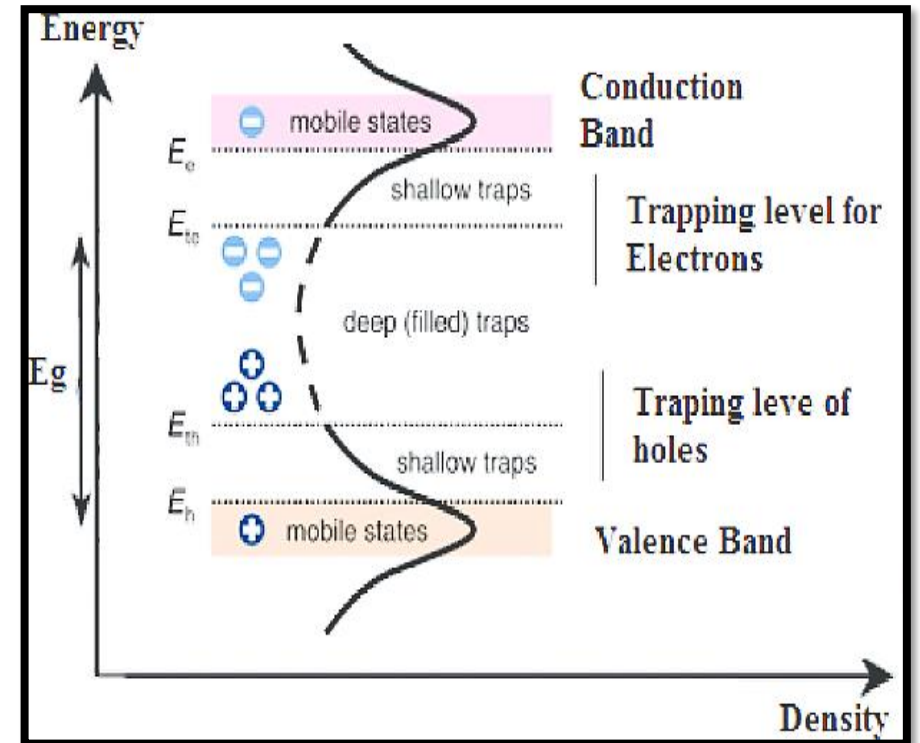 Energy
Conduction
Band
mobile states
Ee
shallow traps
Ete
Trapping level for
Electrons
deep (filled) traps
Eg
Traping leve of
holes
Eth
shallow traps
Eh
mobile states
Valence Band
Density